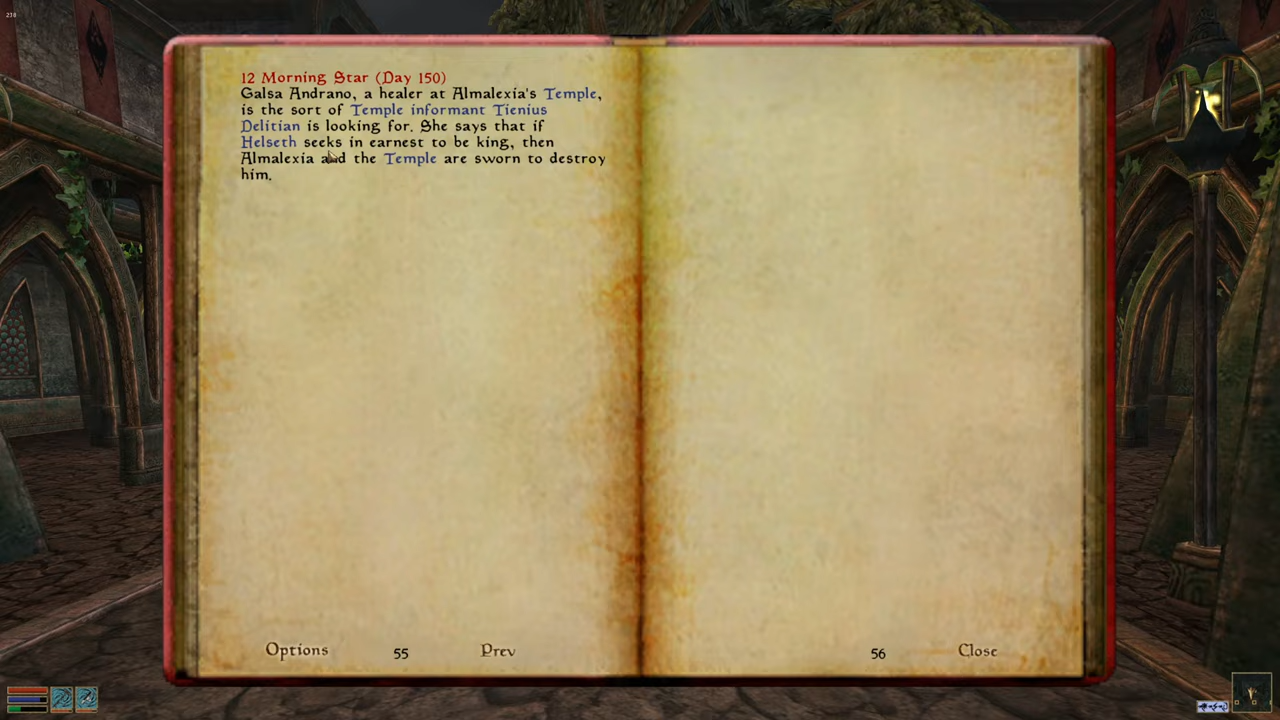 238
12 Morning Star (Day 150)
Galsa Andrano, a healer at Almalexia's Temple,
is the sort of Temple informant Tienius
Delitian is looking for. She says that if
Helseth seeks in earnest to be king, then
Almalexia and the Temple are sworn to destroy
him.
Options 55 Prev 56 Close